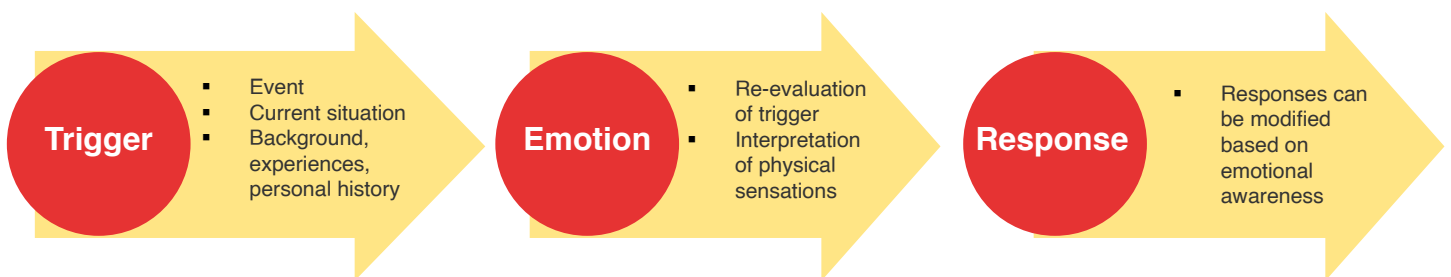 Trigger
▪ Event
▪ Current situation
▪ Background,
experiences,
personal history
Emotion
▪ Re-evaluation
of trigger
▪ Interpretation
of physical
sensations
Response
▪ Responses can
be modified
based on
emotional
awareness